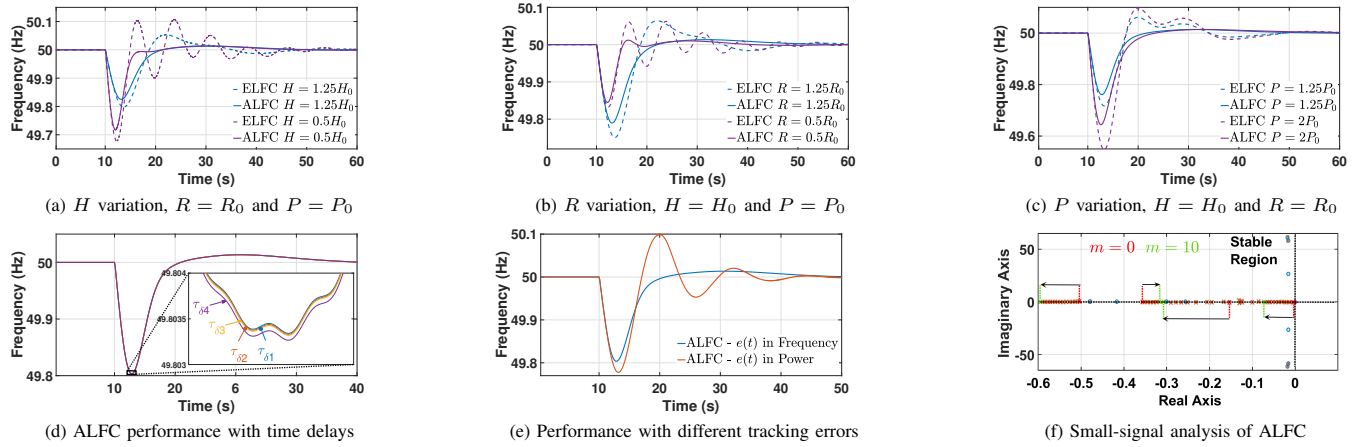 50.1
50
49.9
49.8
49.7
Frequency (Hz)
ELFC H = 1.25H0
ALFC H = 1.25H0
ELFC H = 0.5H0
ALFC H = 0.5H0
0 10 20 30 40 50 60
Time (s)
(a) H variation, R = R0 and P = P0
50.1
50
49.9
49.8
Frequency (Hz)
ELFC R = 1.25R0
ALFC R = 1.25R0
ELFC R = 0.5R0
ALFC R = 0.5R0
0 10 20 30 40 50 60
Time (s)
(b) R variation, H = H0 and P = P0
50
49.8
49.6
Frequency (Hz)
ELFC P = 1.25P0
ALFC P = 1.25P0
ELFC P = 2P0
ALFC P = 2P0
0 10 20 30 40 50 60
Time (s)
(c) P variation, H = H0 and R = R0
50.1
50
49.9
49.8
Frequency (Hz)
49.804
49.8035
49.803
τδ4
τδ3
τδ2
τδ1
10 20 6 30 40
Time (s)
(d) ALFC performance with time delays
50.1
50
49.9
49.8
Frequency (Hz)
ALFC - e(t) in Frequency
ALFC - e(t) in Power
0 10 20 30 40 50
Time (s)
(e) Performance with different tracking errors
50
0
-50
Imaginary Axis
m = 0 m = 10
Stable
Region
-0.6 -0.5 -0.4 -0.3 -0.2 -0.1 0
Real Axis
(f) Small-signal analysis of ALFC